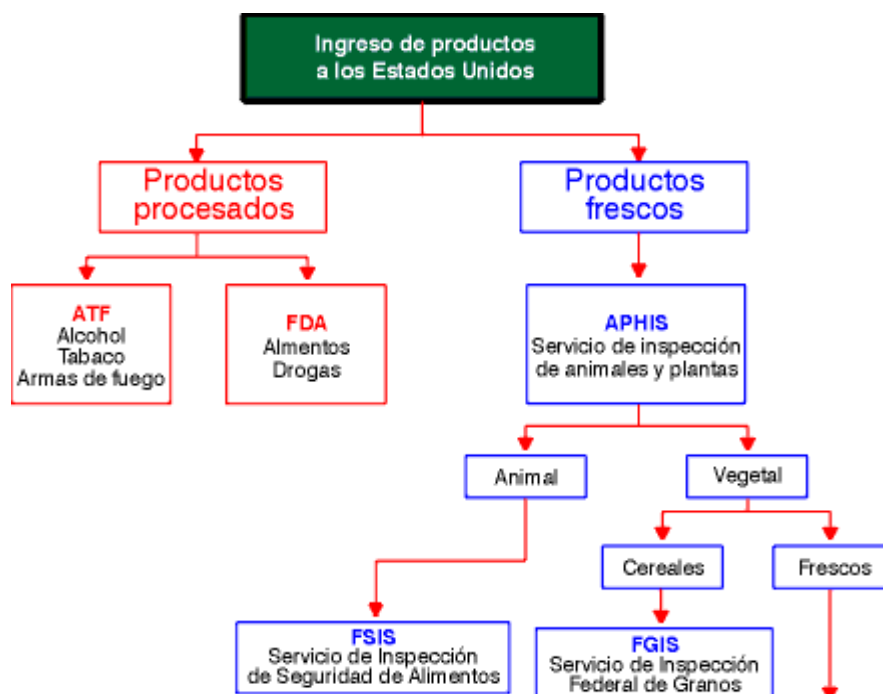 Ingreso de productos
a los Estados Unidos
Productos
procesados
Productos
frescos
ATF
Alcohol
Tabaco
Armas de fuego
FDA
Almentos
Drogas
APHIS
Servicio de inspección
de animales y plantas
Animal
Vegetal
Cereales
Frescos
FSIS
Servicio de Inspección
de Seguridad de Alimentos
FGIS
Servicio de Inspección
Federal de Granos